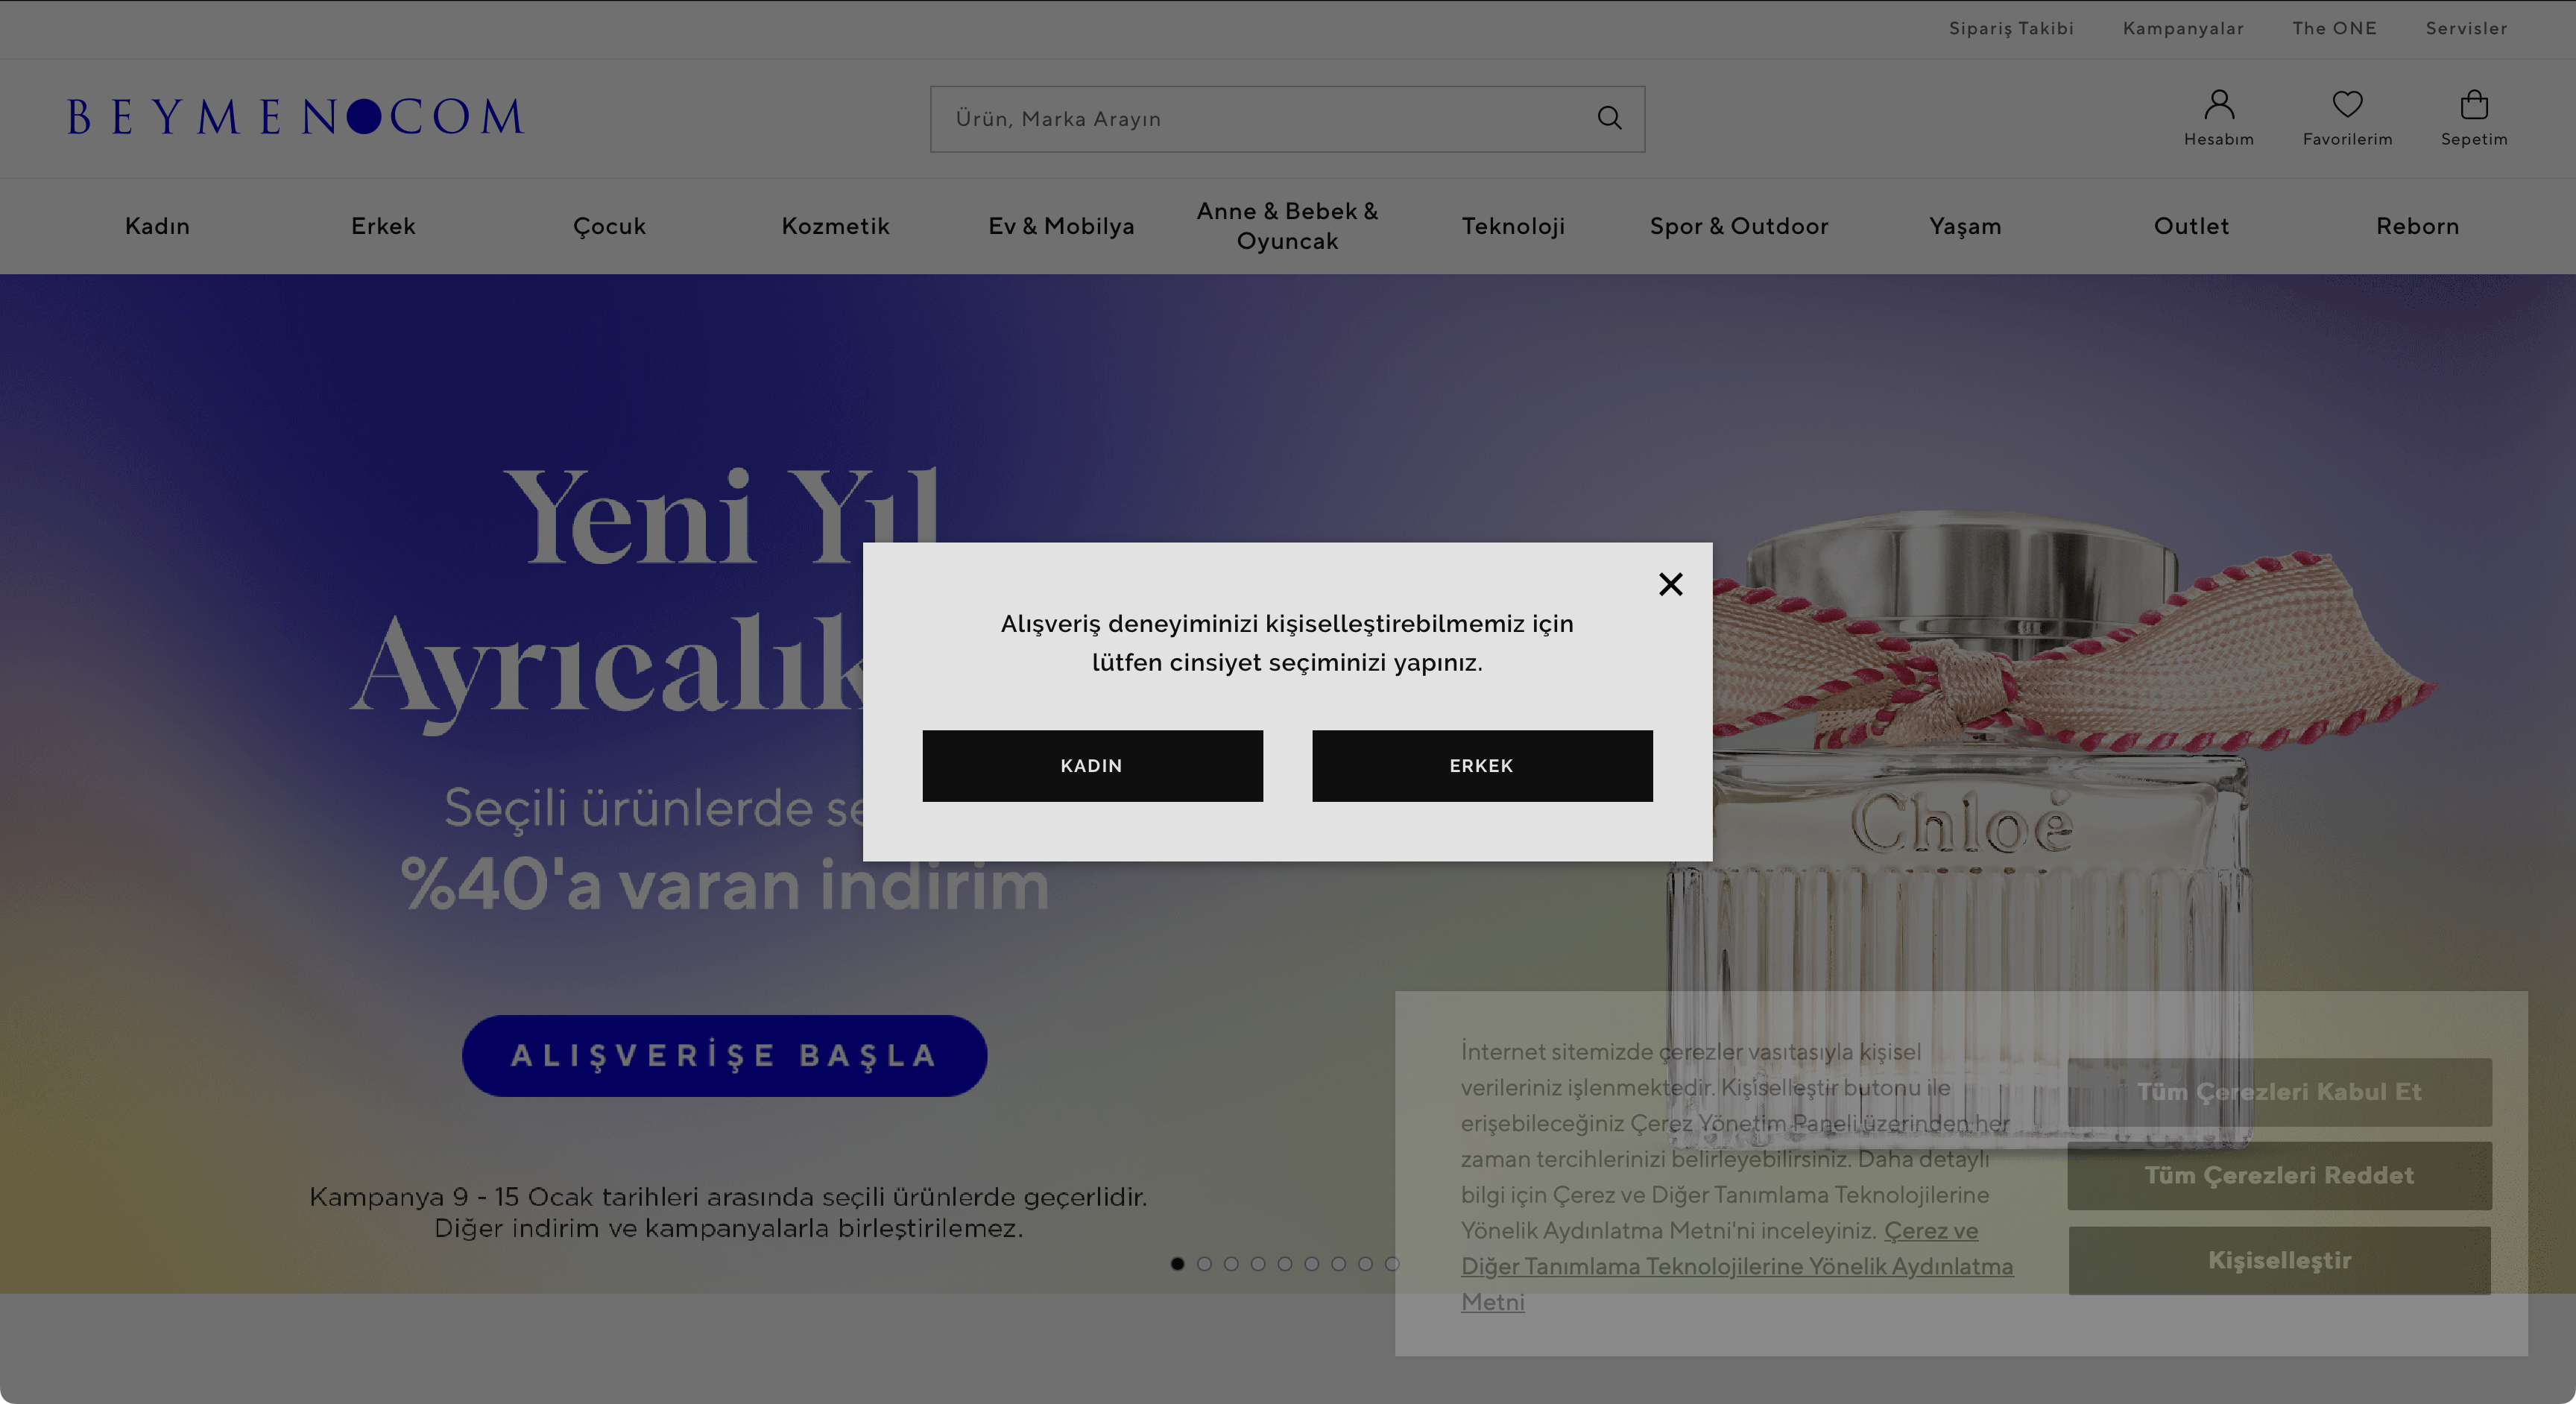 Sipariş Takibi Kampanyalar The ONE Servisler
BEYMEN●COM
Ürün, Marka Arayın
Hesabım Favorilerim Sepetim
Kadın Erkek Çocuk Kozmetik Ev & Mobilya Anne & Bebek & Teknoloji Spor & Outdoor Yaşam Outlet Reborn
Oyuncak
Yeni Yıl
Ayrıcalık
Alışveriş deneyiminizi kişiselleştirebilmemiz için
lütfen cinsiyet seçiminizi yapınız.
KADIN ERKEK
Seçili ürünlerde se
%40'a varan indirim
Chloé
ALIŞVERİŞE BAŞLA
Kampanya 9 - 15 Ocak tarihleri arasında seçili ürünlerde geçerlidir.
Diğer indirim ve kampanyalarla birleştirilemez.
İnternet sitemizde çerezler vasıtasıyla kişisel
verileriniz işlenmektedir. Kişiselleştir butonu ile
erişebileceğiniz Çerez Yönetim Paneli üzerinden her
zaman tercihlerinizi belirleyebilirsiniz. Daha detaylı
bilgi için Çerez ve Diğer Tanımlama Teknolojilerine
Yönelik Aydınlatma Metni'ni inceleyiniz. Çerez ve
Diğer Tanımlama Teknolojilerine Yönelik Aydınlatma
Metni
Tüm Çerezleri Kabul Et
Tüm Çerezleri Reddet
Kişiselleştir